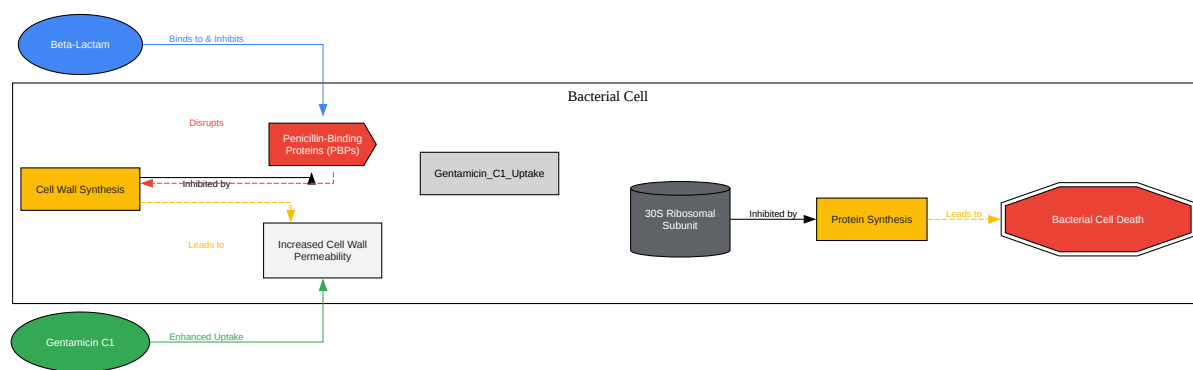 Beta-Lactam
Binds to & Inhibits
Bacterial Cell
Disrupts
Penicillin-Binding
Proteins (PBPs)
Gentamicin_C1_Uptake
Cell Wall Synthesis
Inhibited by
30S Ribosomal
Subunit
Inhibited by
Protein Synthesis
Leads to
Bacterial Cell Death
Leads to
Increased Cell Wall
Permeability
Gentamicin C1
Enhanced Uptake